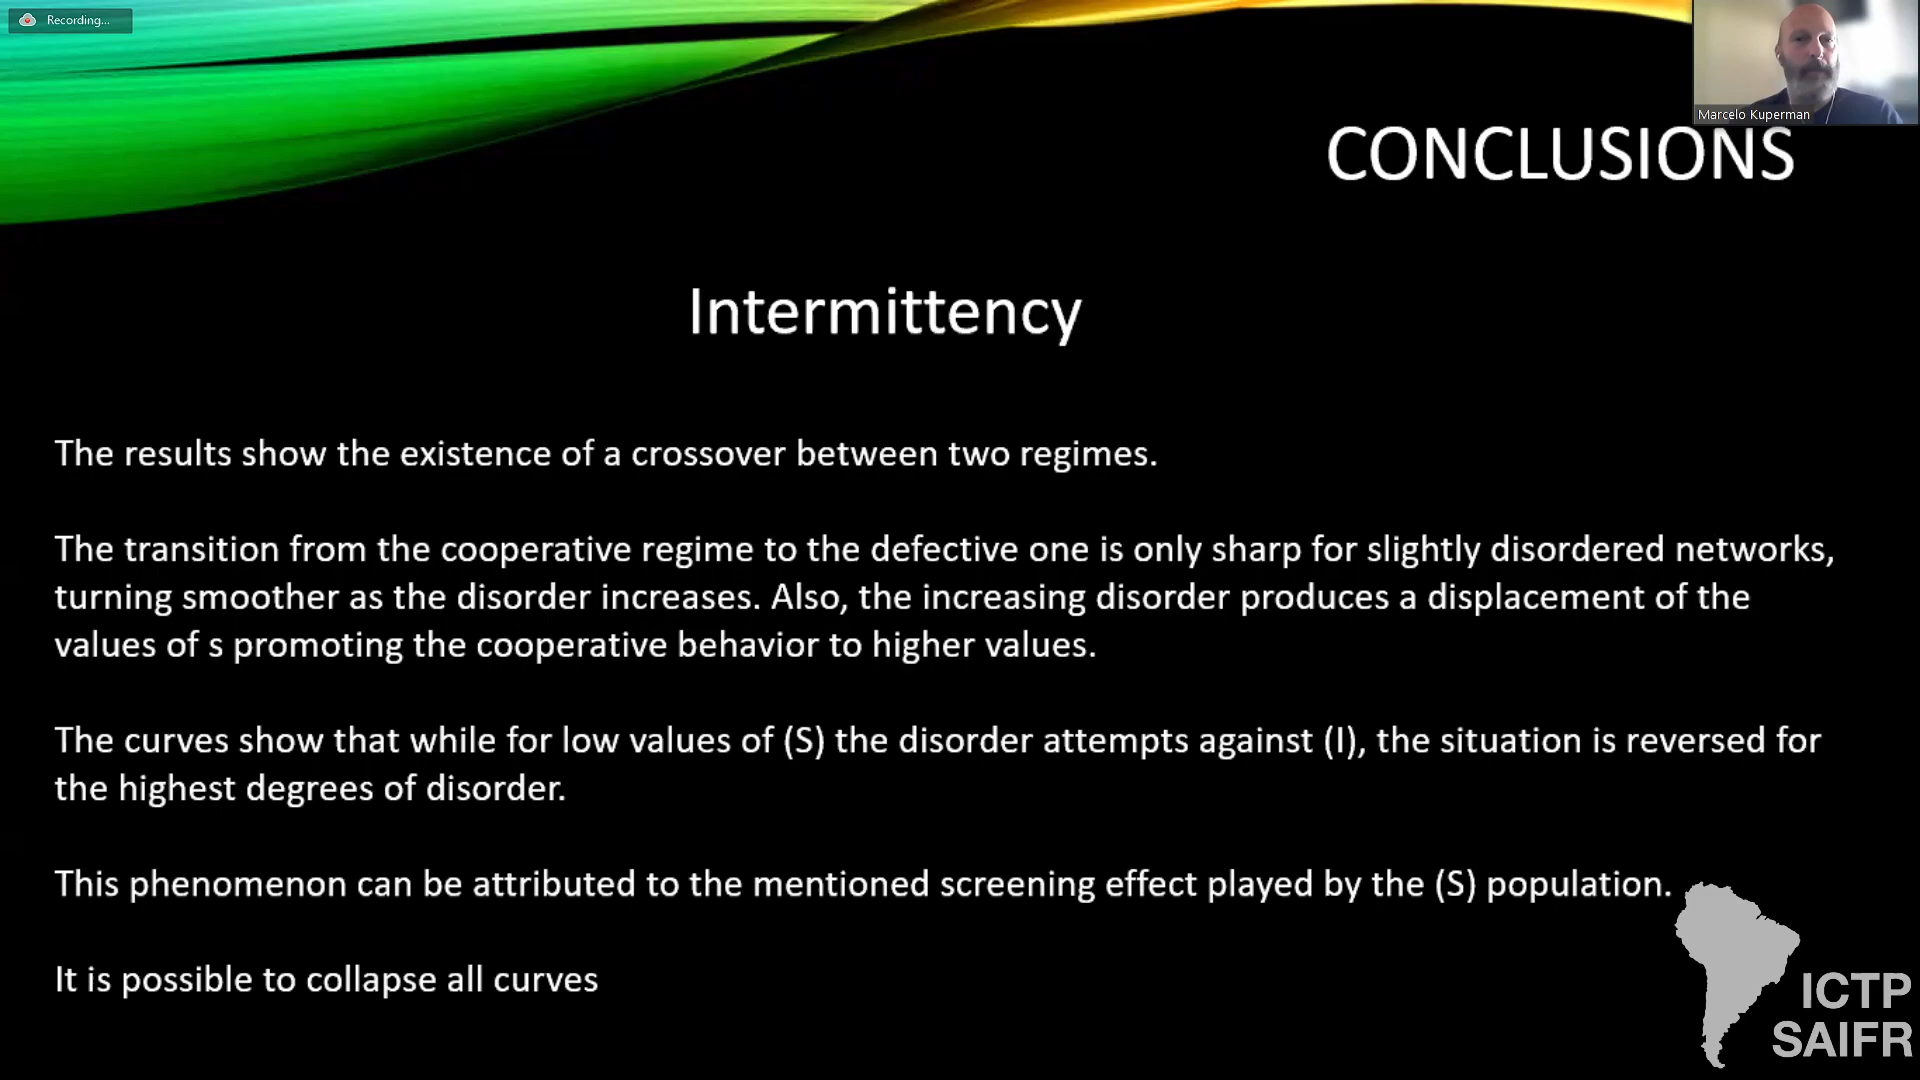 Recording...
Marcelo Kuperman
CONCLUSIONS
Intermittency
The results show the existence of a crossover between two regimes.
The transition from the cooperative regime to the defective one is only sharp for slightly disordered networks,
turning smoother as the disorder increases. Also, the increasing disorder produces a displacement of the
values of s promoting the cooperative behavior to higher values.
The curves show that while for low values of (S) the disorder attempts against (I), the situation is reversed for
the highest degrees of disorder.
This phenomenon can be attributed to the mentioned screening effect played by the (S) population.
It is possible to collapse all curves
ICTP
SAIFR